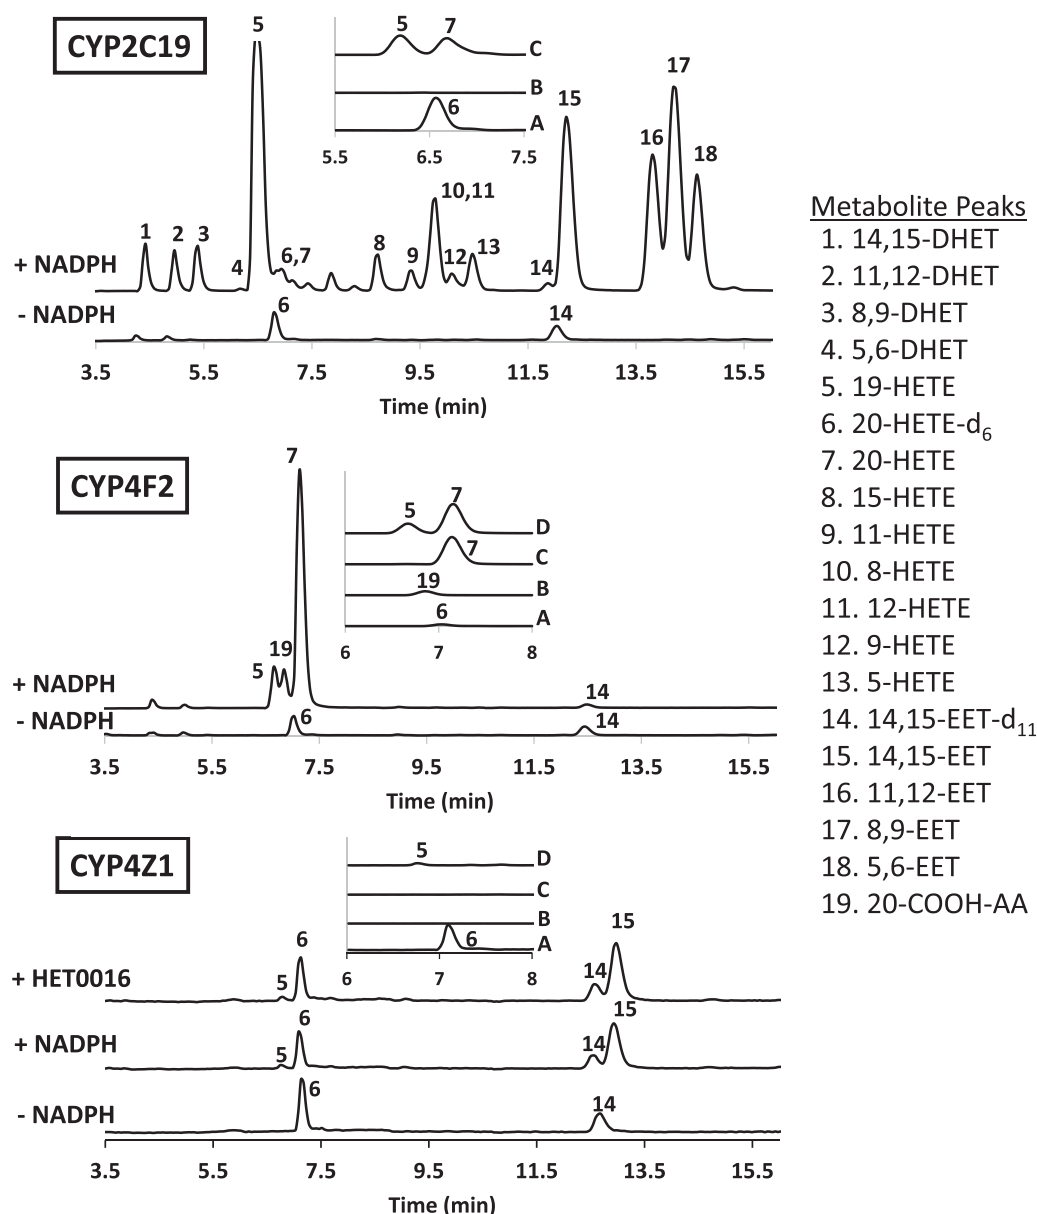 CYP2C19
5
5
7
C
B
6
A
5.5
6.5
7.5
17
15
16
18
10,11
1
2
3
4
6,7
8
9
12
13
14
+ NADPH
- NADPH
6
14
3.5
5.5
7.5
9.5
11.5
13.5
15.5
Time (min)
CYP4F2
7
5
7
D
C
7
19
B
6
A
6
7
8
5
19
14
+ NADPH
- NADPH
6
14
3.5
5.5
7.5
9.5
11.5
13.5
15.5
Time (min)
CYP4Z1
5
D
C
B
6
A
6
7
8
+ HET0016
5
6
14
15
+ NADPH
5
6
14
15
- NADPH
6
14
3.5
5.5
7.5
9.5
11.5
13.5
15.5
Time (min)
Metabolite Peaks
1. 14,15-DHET
2. 11,12-DHET
3. 8,9-DHET
4. 5,6-DHET
5. 19-HETE
6. 20-HETE-d6
7. 20-HETE
8. 15-HETE
9. 11-HETE
10. 8-HETE
11. 12-HETE
12. 9-HETE
13. 5-HETE
14. 14,15-EET-d11
15. 14,15-EET
16. 11,12-EET
17. 8,9-EET
18. 5,6-EET
19. 20-COOH-AA